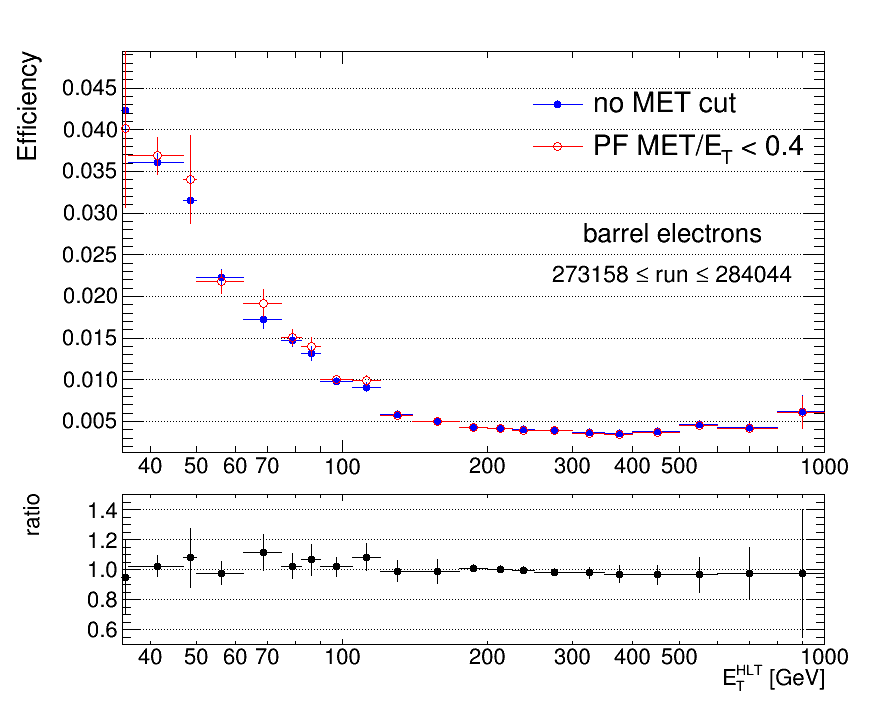 Efficiency
0.045
0.040
0.035
0.030
0.025
0.020
0.015
0.010
0.005
no MET cut
PF MET/E_T < 0.4
barrel electrons
273158 ≤ run ≤ 284044
40 50 60 70 100 200 300 400 500 1000
ratio
1.4
1.2
1.0
0.8
0.6
40 50 60 70 100 200 300 400 500 1000
E_T^HLT [GeV]